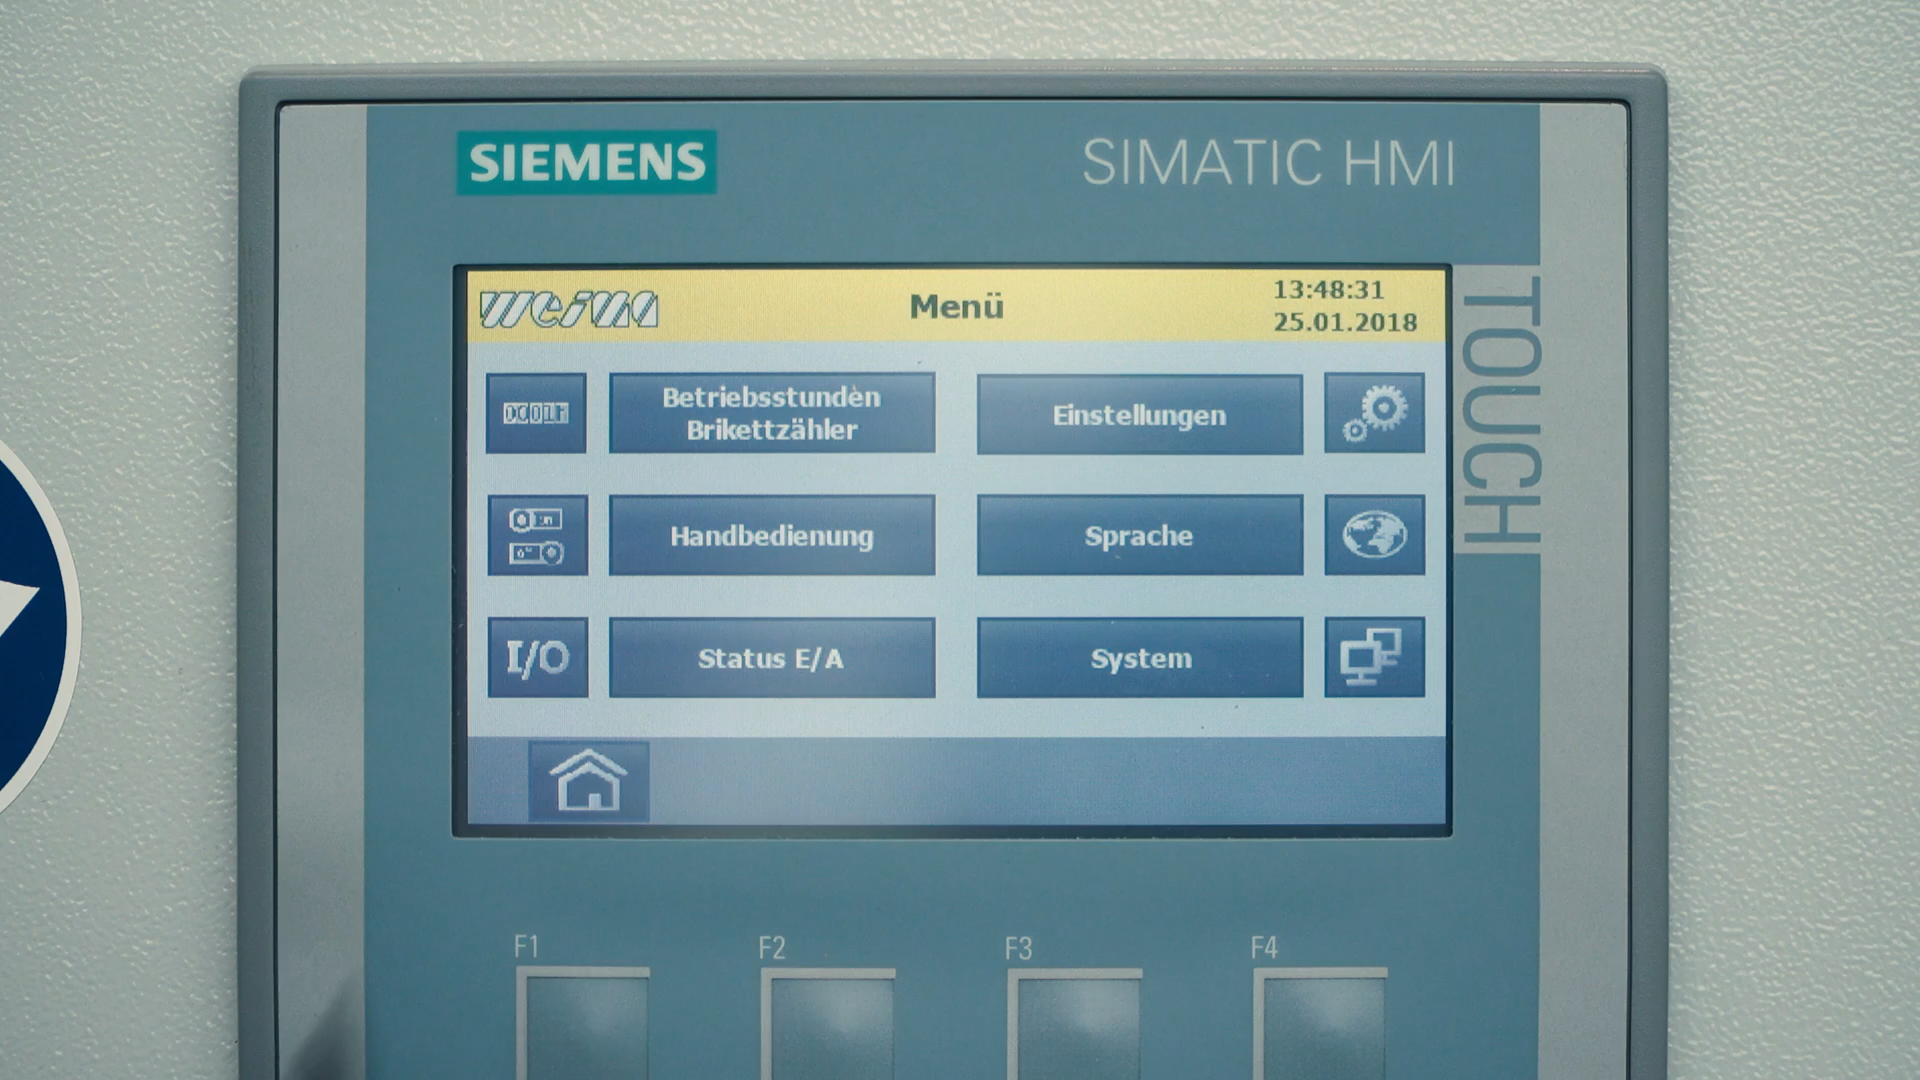 SIEMENS
SIMATIC HMI
TOUCH
WEIMA
Menü
13:48:31
25.01.2018
Betriebsstunden
Brikettzähler
Einstellungen
Handbedienung
Sprache
I/O
Status E/A
System
F1
F2
F3
F4